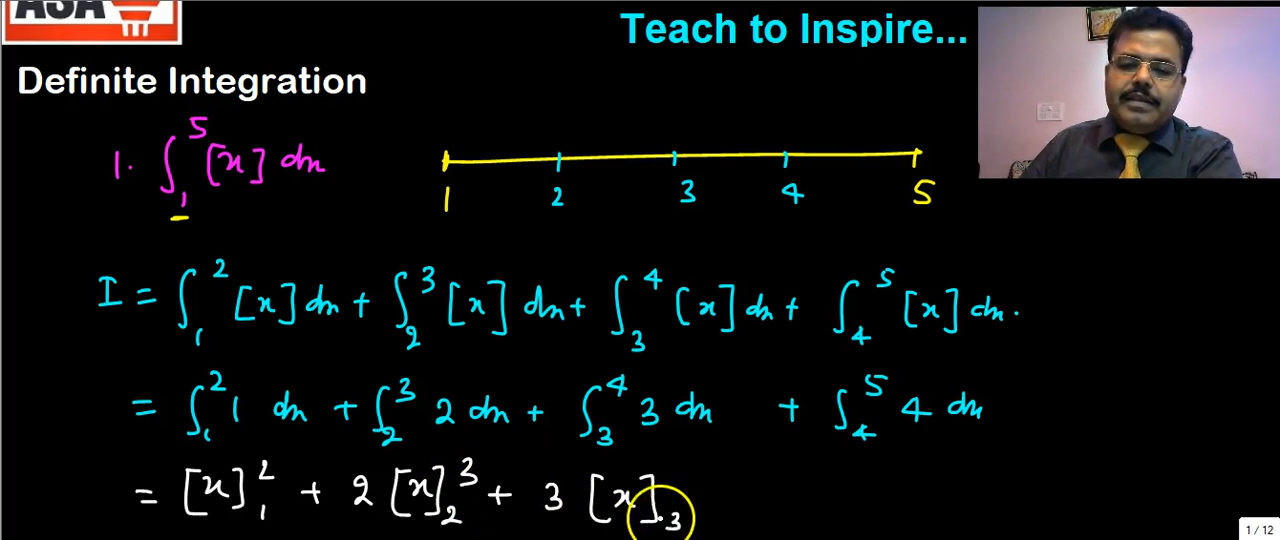 ASA
Teach to Inspire...
Definite Integration
1. ∫₁⁵ [x] dx
1 2 3 4 5
I = ∫₁² [x] dx + ∫₂³ [x] dx + ∫₃⁴ [x] dx + ∫₄⁵ [x] dx.
= ∫₁² 1 dx + ∫₂³ 2 dx + ∫₃⁴ 3 dx + ∫₄⁵ 4 dx
= [x]₁² + 2 [x]₂³ + 3 [x]₃
1 / 12